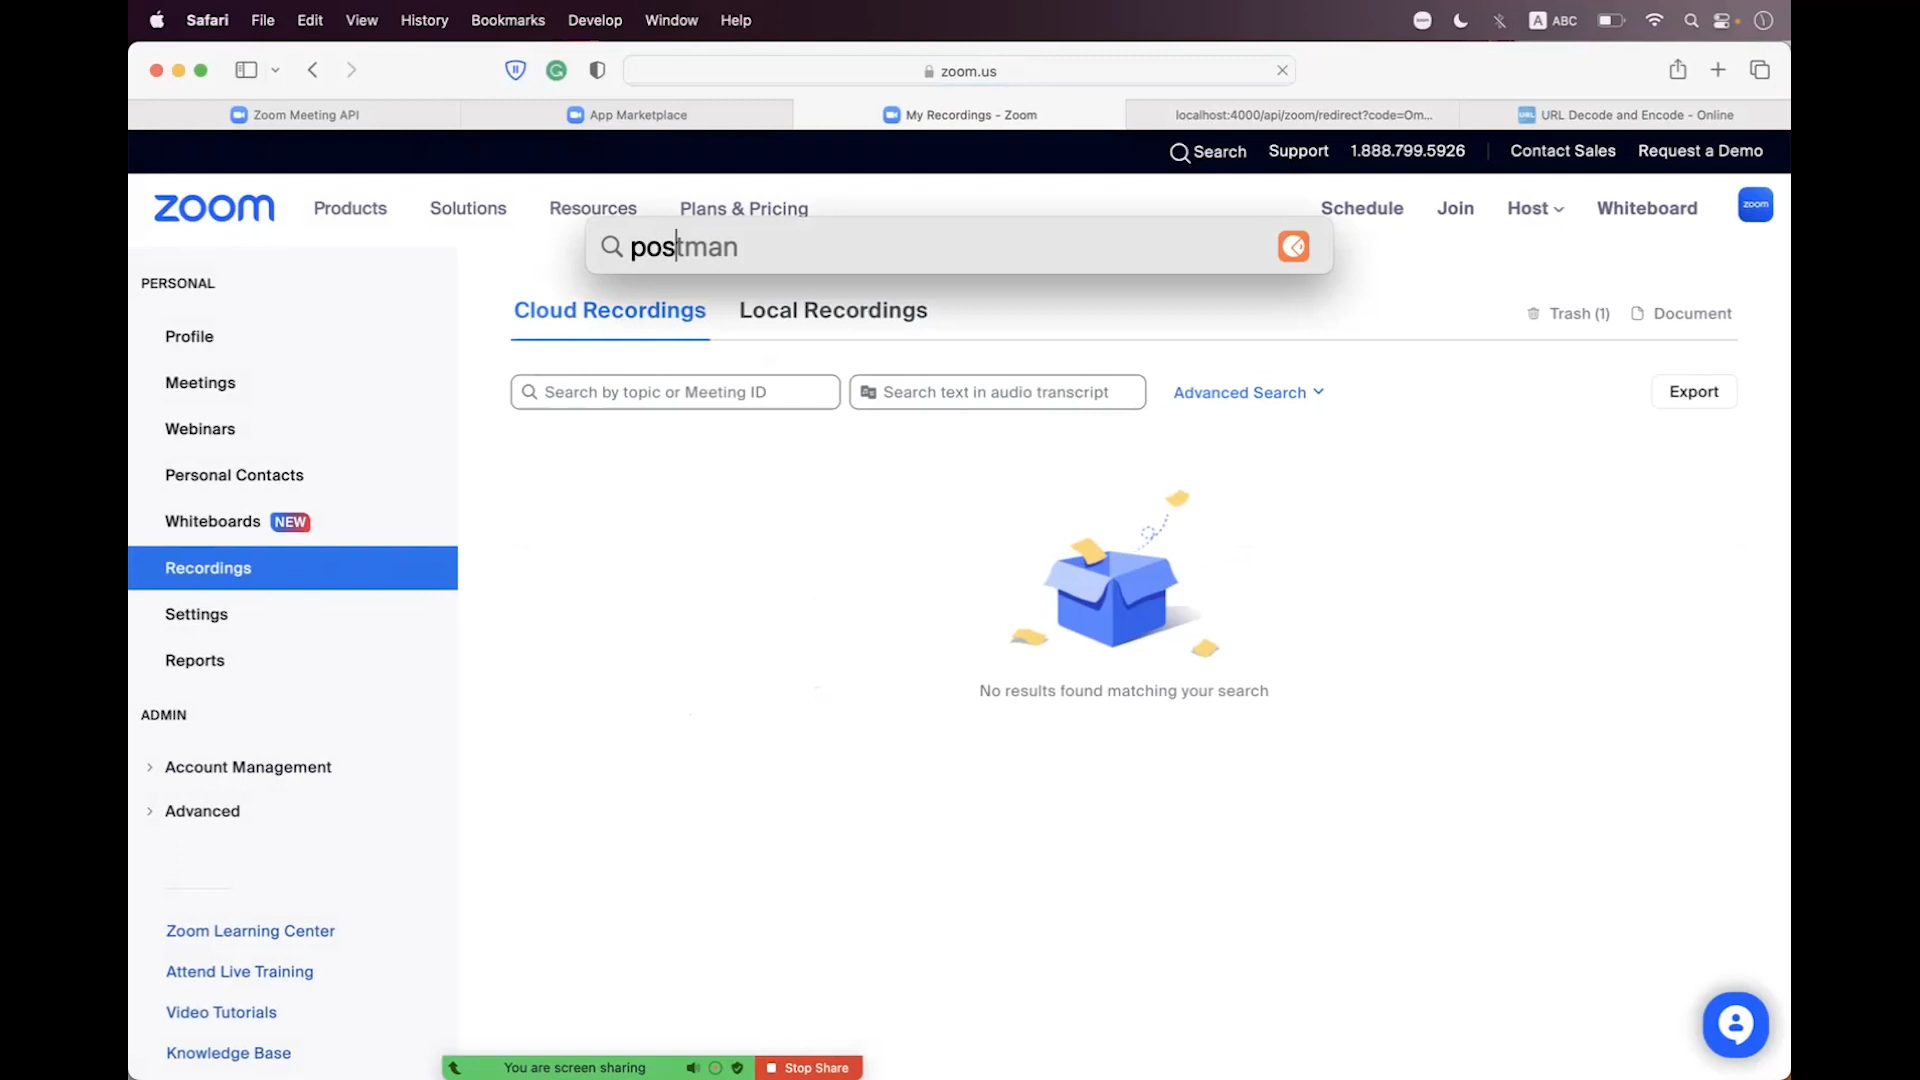 Safari File Edit View History Bookmarks Develop Window Help A ABC
zoom.us
Zoom Meeting API App Marketplace My Recordings - Zoom localhost:4000/api/zoom/redirect?code=Om... URL URL Decode and Encode - Online
Search Support 1.888.799.5926 Contact Sales Request a Demo
zoom Products Solutions Resources Plans & Pricing Schedule Join Host Whiteboard zoom
postman
PERSONAL
Profile
Meetings
Webinars
Personal Contacts
Whiteboards NEW
Recordings
Settings
Reports
ADMIN
Account Management
Advanced
Zoom Learning Center
Attend Live Training
Video Tutorials
Knowledge Base
Cloud Recordings Local Recordings Trash (1) Document
Search by topic or Meeting ID Search text in audio transcript Advanced Search Export
No results found matching your search
You are screen sharing Stop Share